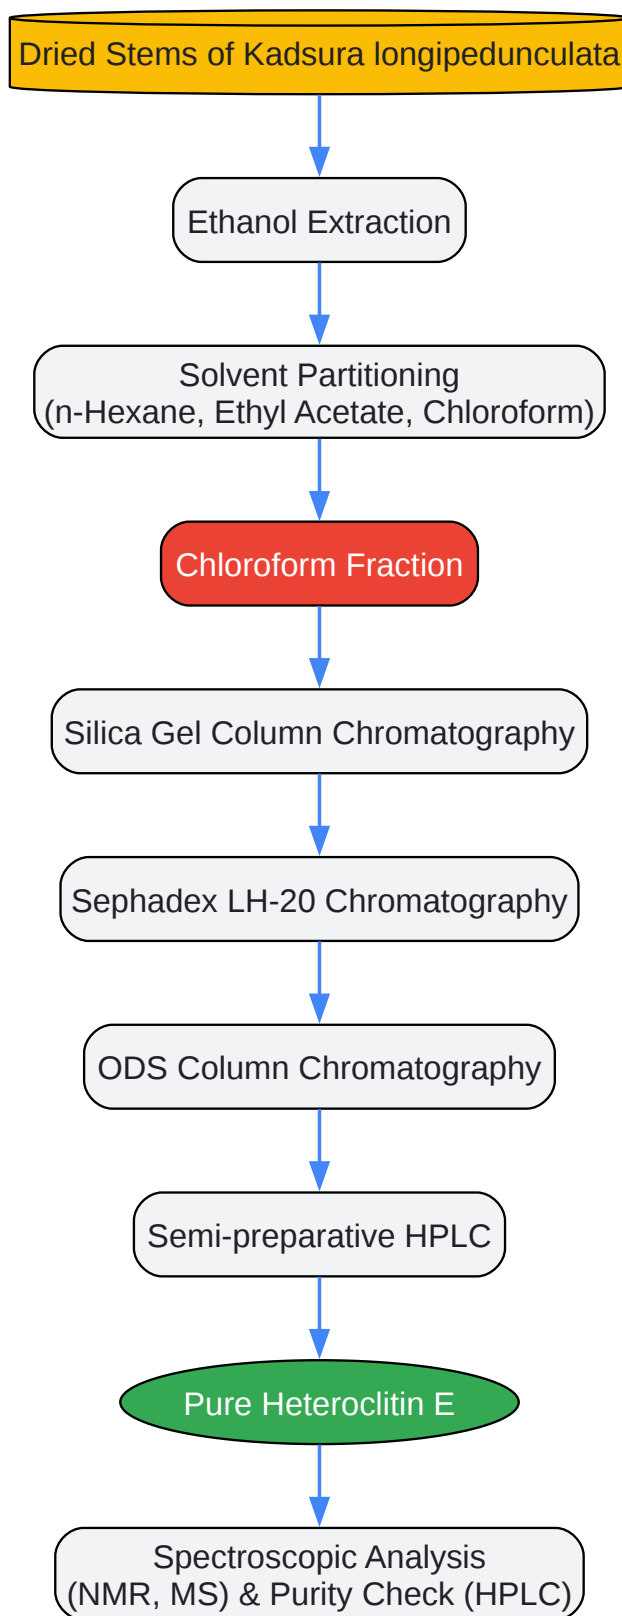 Dried Stems of Kadsura longipedunculata
Ethanol Extraction
Solvent Partitioning
(n-Hexane, Ethyl Acetate, Chloroform)
Chloroform Fraction
Silica Gel Column Chromatography
Sephadex LH-20 Chromatography
ODS Column Chromatography
Semi-preparative HPLC
Pure Heteroclitin E
Spectroscopic Analysis
(NMR, MS) & Purity Check (HPLC)